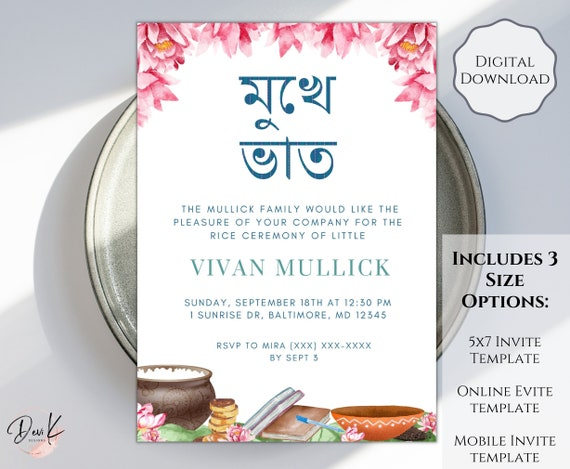 মুখে
ভাত
THE MULLICK FAMILY WOULD LIKE THE
PLEASURE OF YOUR COMPANY FOR THE
RICE CEREMONY OF LITTLE
VIVAN MULLICK
SUNDAY, SEPTEMBER 18TH AT 12:30 PM
1 SUNRISE DR, BALTIMORE, MD 12345
RSVP TO MIRA (XXX) XXX-XXXX
BY SEPT 3
DIGITAL
DOWNLOAD
INCLUDES 3
SIZE
OPTIONS:
5x7 INVITE
TEMPLATE
ONLINE EVITE
TEMPLATE
MOBILE INVITE
TEMPLATE
Devi K
DESIGNS